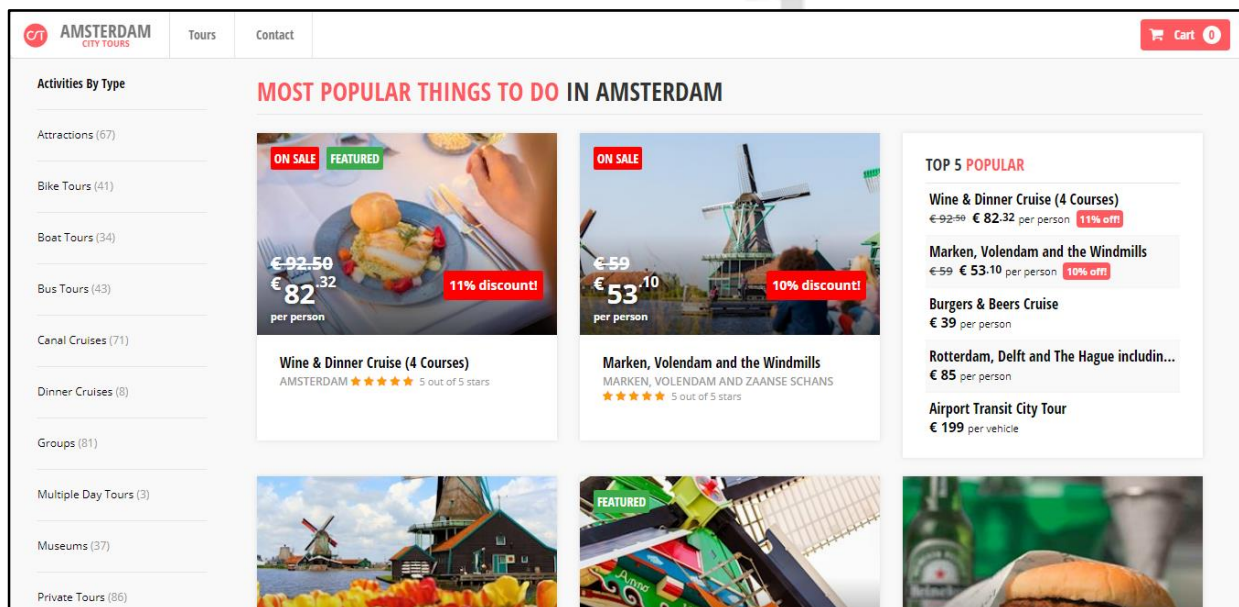 AMSTERDAM
CITY TOURS
Tours
Contact
Cart 0
Activities By Type
Attractions (67)
Bike Tours (41)
Boat Tours (34)
Bus Tours (43)
Canal Cruises (71)
Dinner Cruises (8)
Groups (81)
Multiple Day Tours (3)
Museums (37)
Private Tours (86)
MOST POPULAR THINGS TO DO IN AMSTERDAM
ON SALE FEATURED
€ 92.50
€ 82.32
per person
11% discount!
Wine & Dinner Cruise (4 Courses)
AMSTERDAM 5 out of 5 stars
ON SALE
€ 59
€ 53.10
per person
10% discount!
Marken, Volendam and the Windmills
MARKEN, VOLENDAM AND ZAANSE SCHANS
5 out of 5 stars
TOP 5 POPULAR
Wine & Dinner Cruise (4 Courses)
€ 92.50 € 82.32 per person 11% off!
Marken, Volendam and the Windmills
€ 59 € 53.10 per person 10% off!
Burgers & Beers Cruise
€ 39 per person
Rotterdam, Delft and The Hague includin...
€ 85 per person
Airport Transit City Tour
€ 199 per vehicle
FEATURED
Anna
Heineken